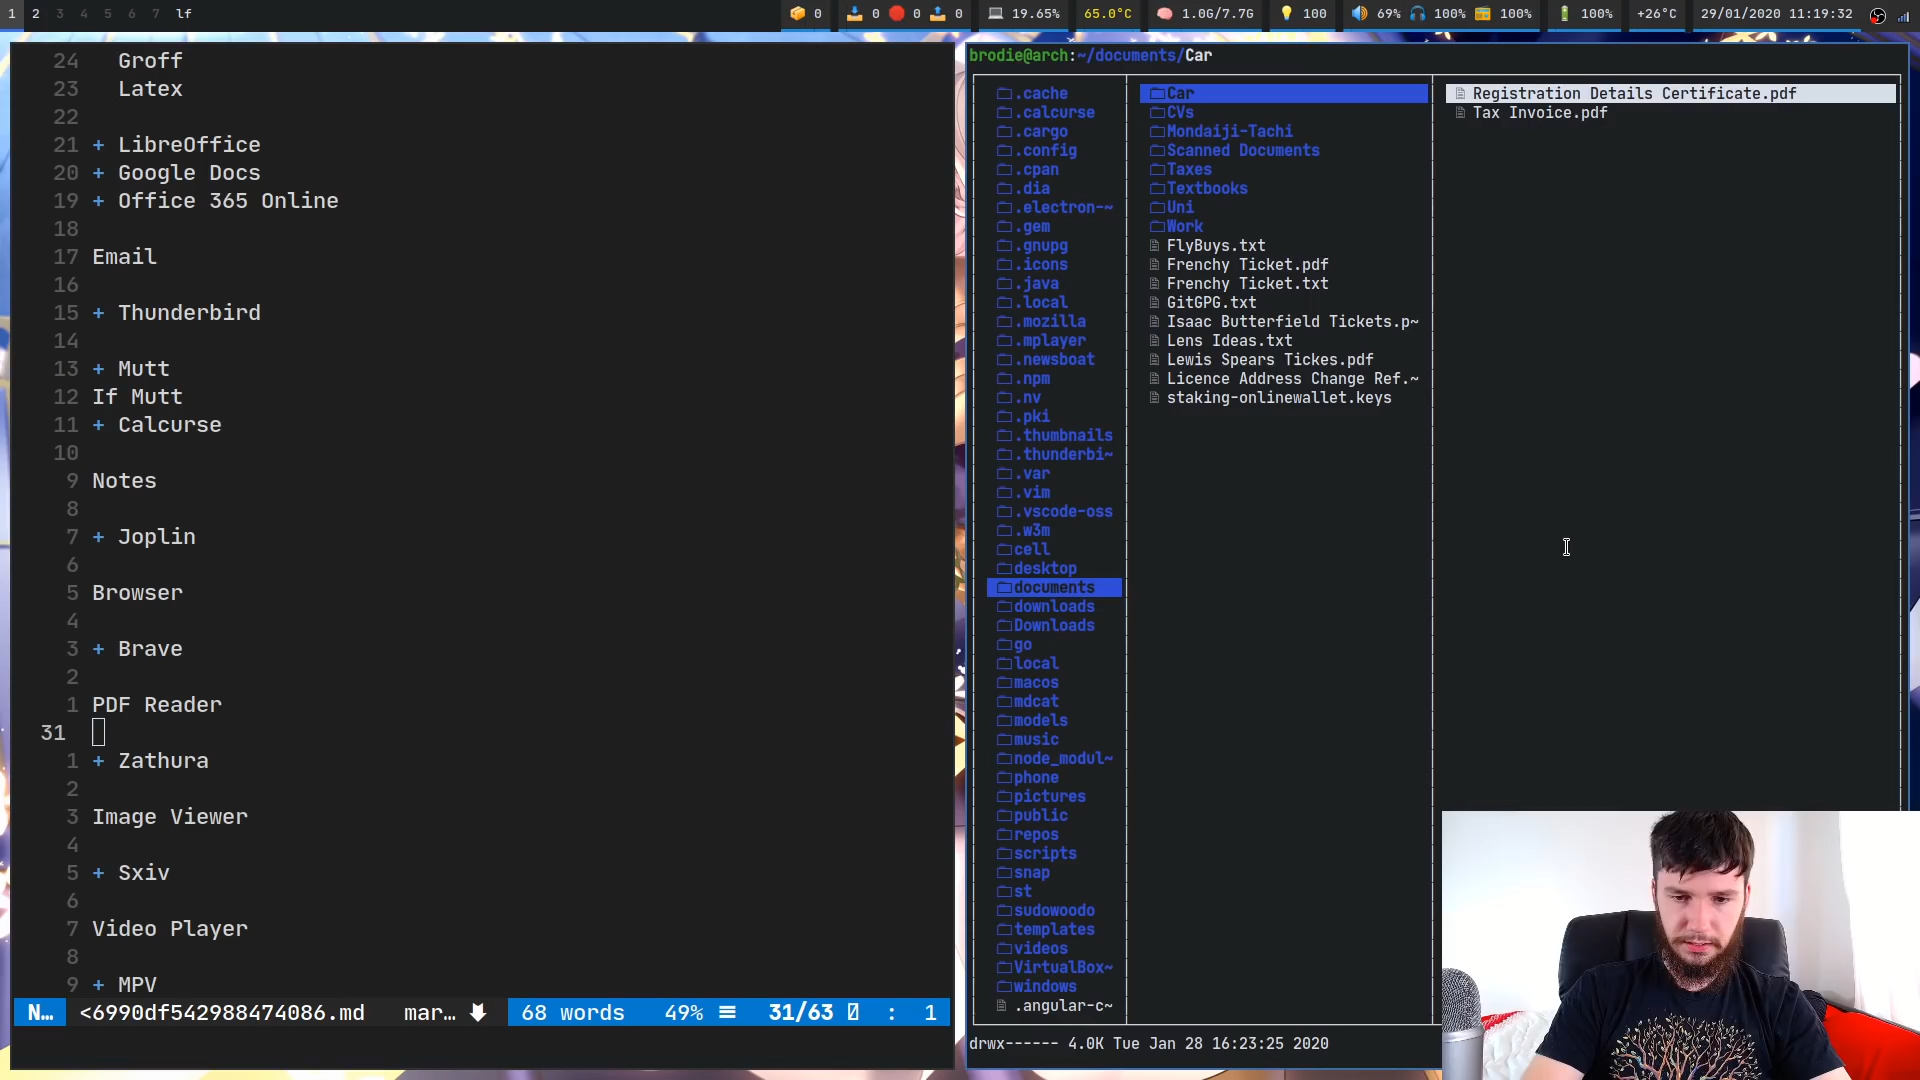 1 2 3 4 5 6 7 lf
0 0 0 0 19.65% 65.0°C 1.0G/7.7G 100 69% 100% 100% 100% +26°C 29/01/2020 11:19:32
24 Groff
23 Latex
22
21 + LibreOffice
20 + Google Docs
19 + Office 365 Online
18
17 Email
16
15 + Thunderbird
14
13 + Mutt
12 If Mutt
11 + Calcurse
10
9 Notes
8
7 + Joplin
6
5 Browser
4
3 + Brave
2
1 PDF Reader
31
1 + Zathura
2
3 Image Viewer
4
5 + Sxiv
6
7 Video Player
8
9 + MPV
N… <6990df542988474086.md mar… 68 words 49% ≡ 31/63 : 1
brodie@arch:~/documents/Car
.cache
.calcurse
.cargo
.config
.cpan
.dia
.electron-~
.gem
.gnupg
.icons
.java
.local
.mozilla
.mplayer
.newsboat
.npm
.nv
.pki
.thumbnails
.thunderbi~
.var
.vim
.vscode-oss
.w3m
cell
desktop
documents
downloads
Downloads
go
local
macos
mdcat
models
music
node_modul~
phone
pictures
public
repos
scripts
snap
st
sudowoodo
templates
videos
VirtualBox~
windows
.angular-c~
Car
CVs
Mondaiji-Tachi
Scanned Documents
Taxes
Textbooks
Uni
Work
FlyBuys.txt
Frenchy Ticket.pdf
Frenchy Ticket.txt
GitGPG.txt
Isaac Butterfield Tickets.p~
Lens Ideas.txt
Lewis Spears Tickes.pdf
Licence Address Change Ref.~
staking-onlinewallet.keys
Registration Details Certificate.pdf
Tax Invoice.pdf
drwx------ 4.0K Tue Jan 28 16:23:25 2020